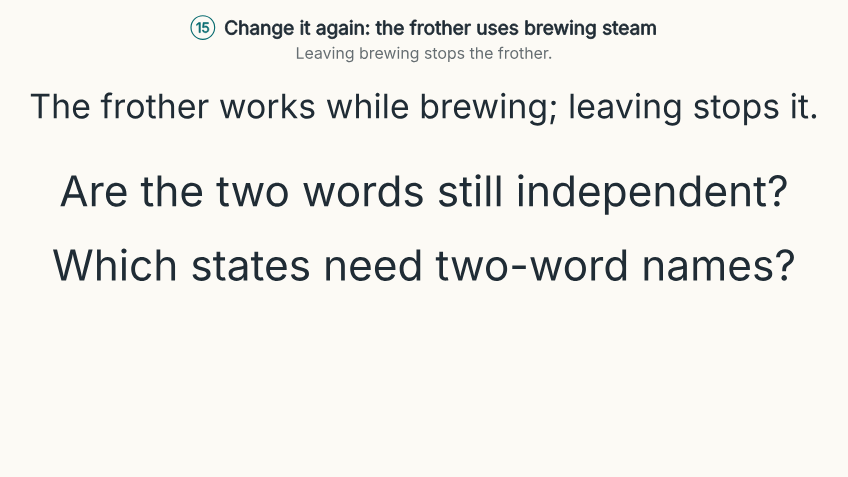 15 Change it again: the frother uses brewing steam
Leaving brewing stops the frother.
The frother works while brewing; leaving stops it.
Are the two words still independent?
Which states need two-word names?